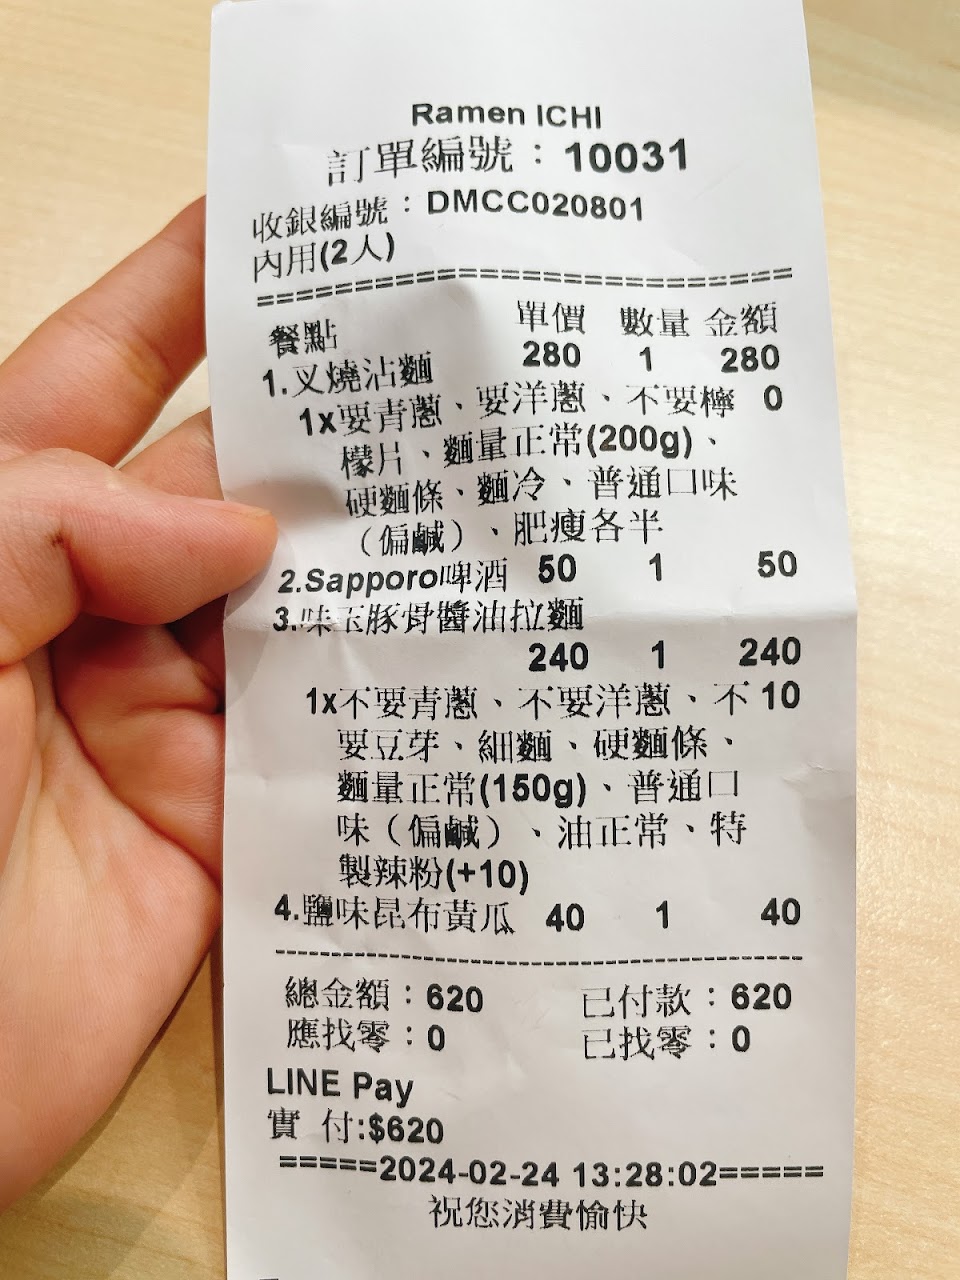 Ramen ICHI
訂單編號：10031
收銀編號：DMCC020801
內用(2人)
==============================
餐點 單價 數量 金額
1.叉燒沾麵 280 1 280
1x要青蔥、要洋蔥、不要檸 0
檬片、麵量正常(200g)、
硬麵條、麵冷、普通口味
（偏鹹）、肥瘦各半
2.Sapporo啤酒 50 1 50
3.味玉豚骨醬油拉麵
240 1 240
1x不要青蔥、不要洋蔥、不 10
要豆芽、細麵、硬麵條、
麵量正常(150g)、普通口
味（偏鹹）、油正常、特
製辣粉(+10)
4.鹽味昆布黃瓜 40 1 40
------------------------------------------------
總金額：620 已付款：620
應找零：0 已找零：0
LINE Pay
實 付:$620
=====2024-02-24 13:28:02=====
祝您消費愉快